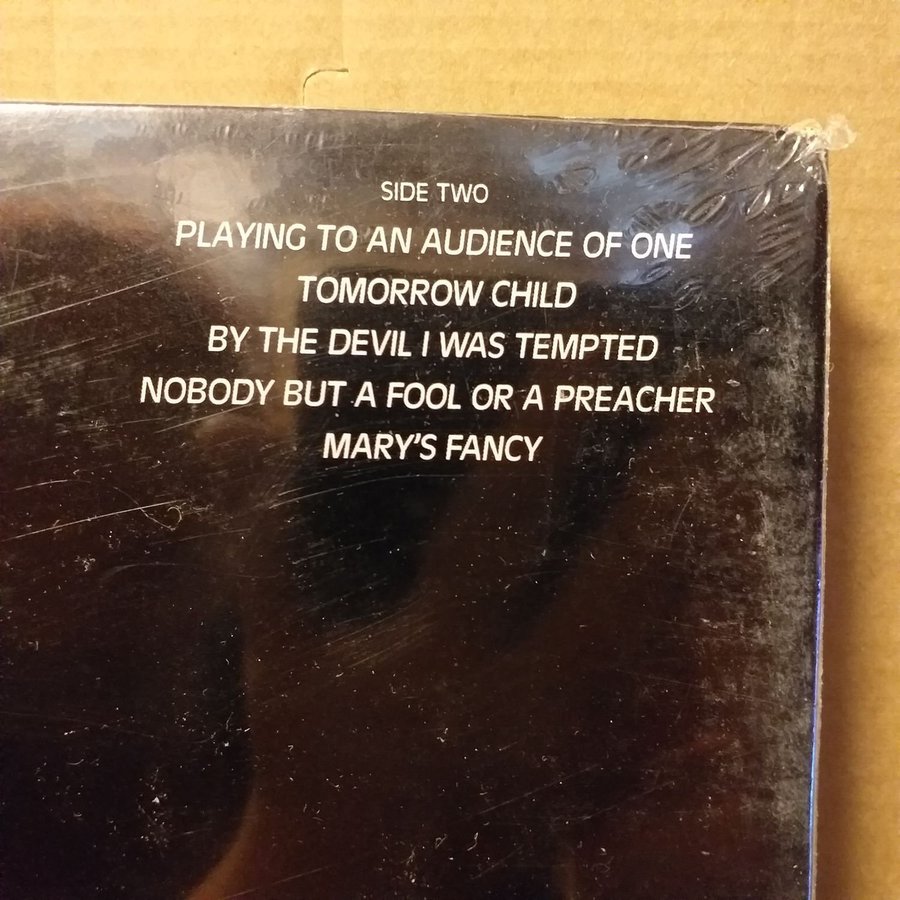 SIDE TWO
PLAYING TO AN AUDIENCE OF ONE
TOMORROW CHILD
BY THE DEVIL I WAS TEMPTED
NOBODY BUT A FOOL OR A PREACHER
MARY'S FANCY